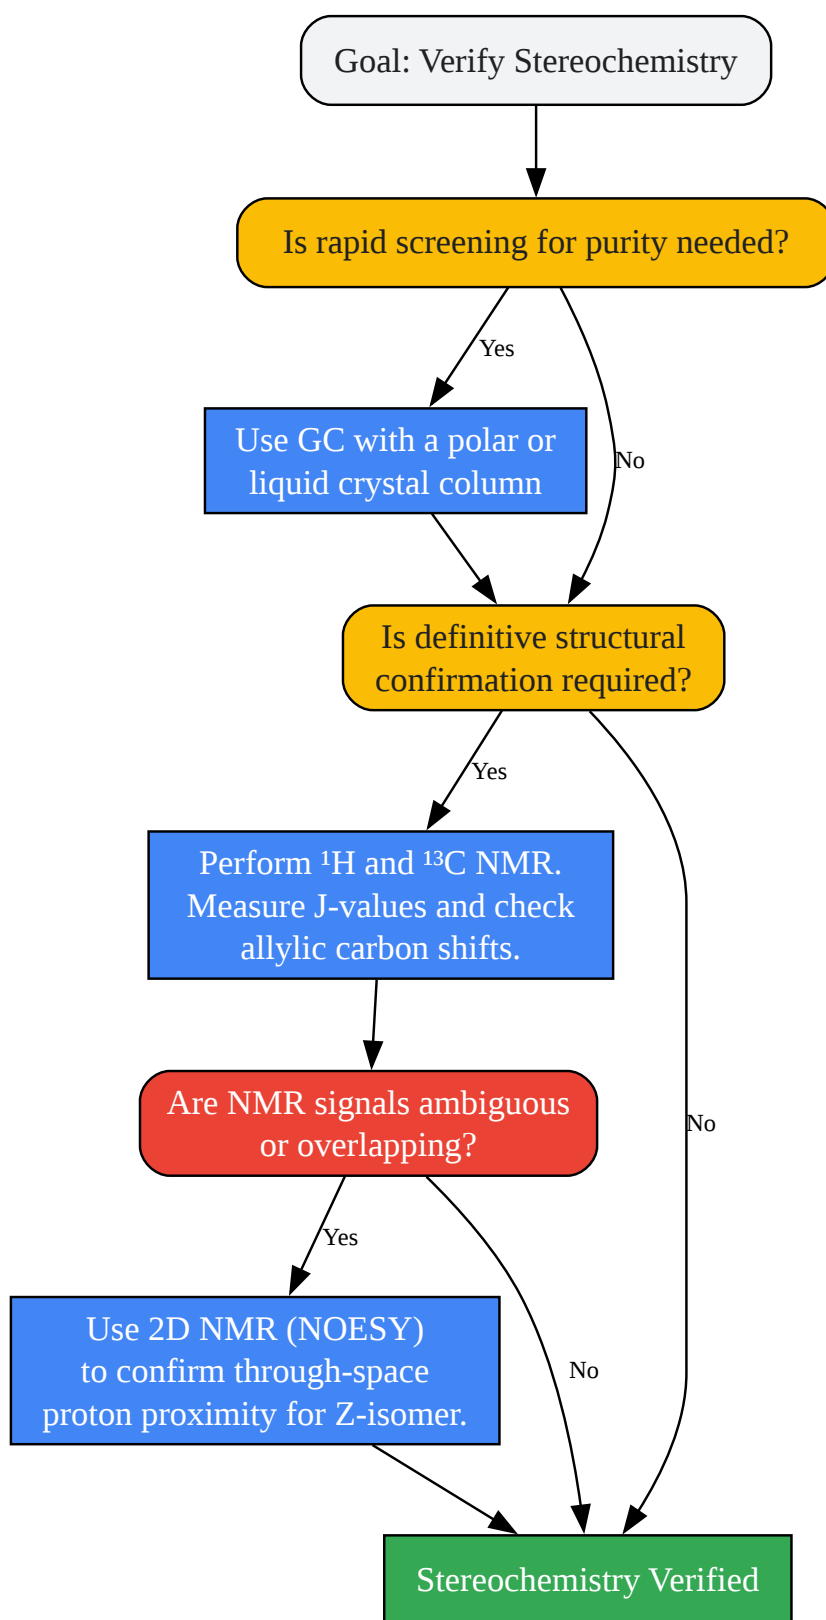 Goal: Verify Stereochemistry
Is rapid screening for purity needed?
Yes
Use GC with a polar or
liquid crystal column
No
Is definitive structural
confirmation required?
Yes
Perform ¹H and ¹³C NMR.
Measure J-values and check
allylic carbon shifts.
Are NMR signals ambiguous
or overlapping?
No
Yes
Use 2D NMR (NOESY)
to confirm through-space
proton proximity for Z-isomer.
No
Stereochemistry Verified